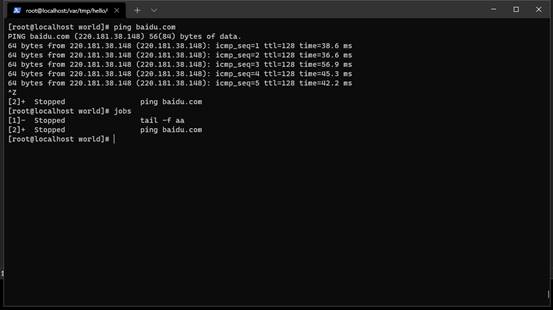 root@localhost:/var/tmp/hello/
[root@localhost world]# ping baidu.com
PING baidu.com (220.181.38.148) 56(84) bytes of data.
64 bytes from 220.181.38.148 (220.181.38.148): icmp_seq=1 ttl=128 time=38.6 ms
64 bytes from 220.181.38.148 (220.181.38.148): icmp_seq=2 ttl=128 time=36.6 ms
64 bytes from 220.181.38.148 (220.181.38.148): icmp_seq=3 ttl=128 time=56.9 ms
64 bytes from 220.181.38.148 (220.181.38.148): icmp_seq=4 ttl=128 time=45.3 ms
64 bytes from 220.181.38.148 (220.181.38.148): icmp_seq=5 ttl=128 time=42.2 ms
^Z
[2]+  Stopped                 ping baidu.com
[root@localhost world]# jobs
[1]-  Stopped                 tail -f aa
[2]+  Stopped                 ping baidu.com
[root@localhost world]#